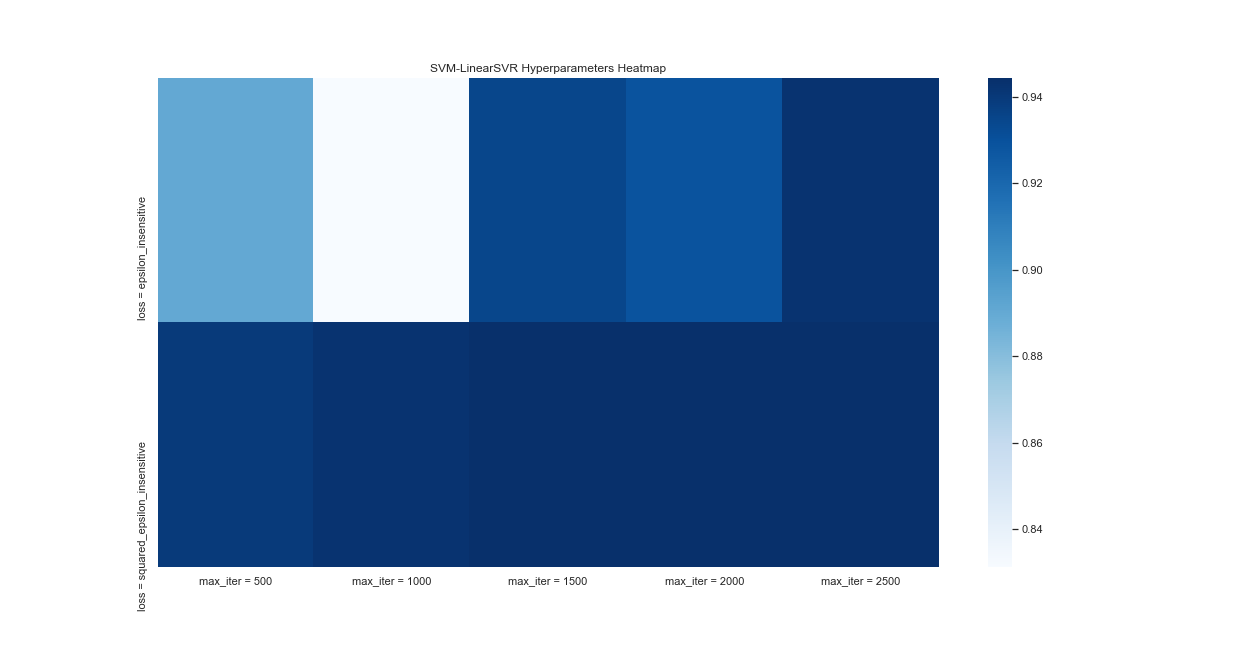 SVM-LinearSVR Hyperparameters Heatmap
loss = epsilon_insensitive
loss = squared_epsilon_insensitive
max_iter = 500
max_iter = 1000
max_iter = 1500
max_iter = 2000
max_iter = 2500
0.94
0.92
0.90
0.88
0.86
0.84